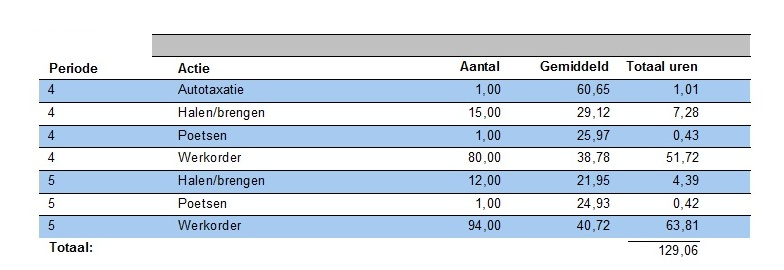 Periode Actie Aantal Gemiddeld Totaal uren
4 Autotaxatie 1,00 60,65 1,01
4 Halen/brengen 15,00 29,12 7,28
4 Poetsen 1,00 25,97 0,43
4 Werkorder 80,00 38,78 51,72
5 Halen/brengen 12,00 21,95 4,39
5 Poetsen 1,00 24,93 0,42
5 Werkorder 94,00 40,72 63,81
Totaal: 129,06